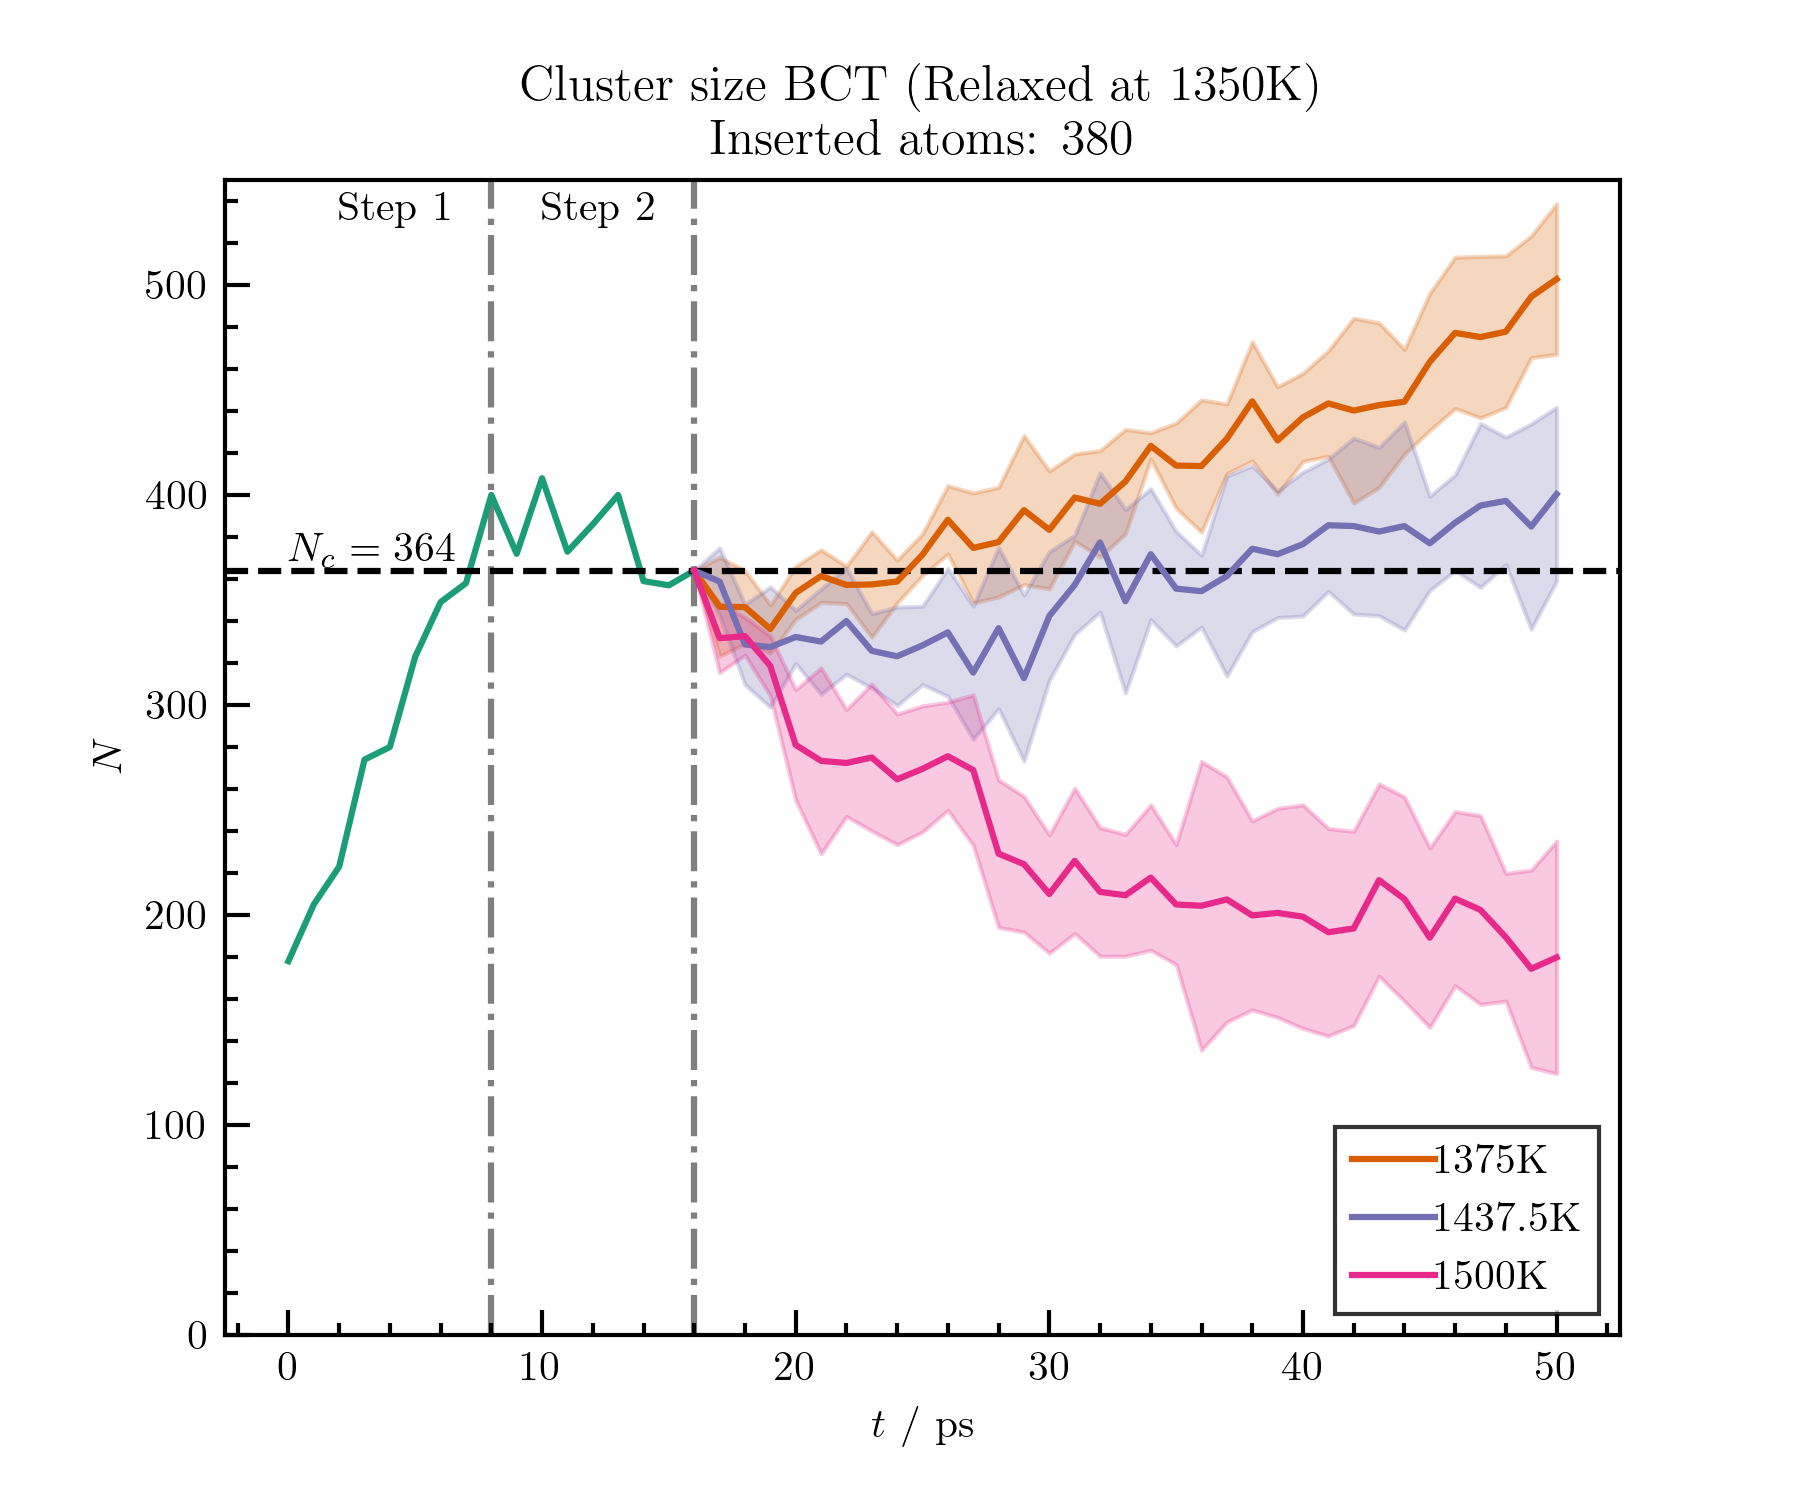 Cluster size BCT (Relaxed at 1350K)
Inserted atoms: 380
Step 1
Step 2
500
400
300
200
100
0
N
N_c = 364
1375K
1437.5K
1500K
0 10 20 30 40 50
t / ps